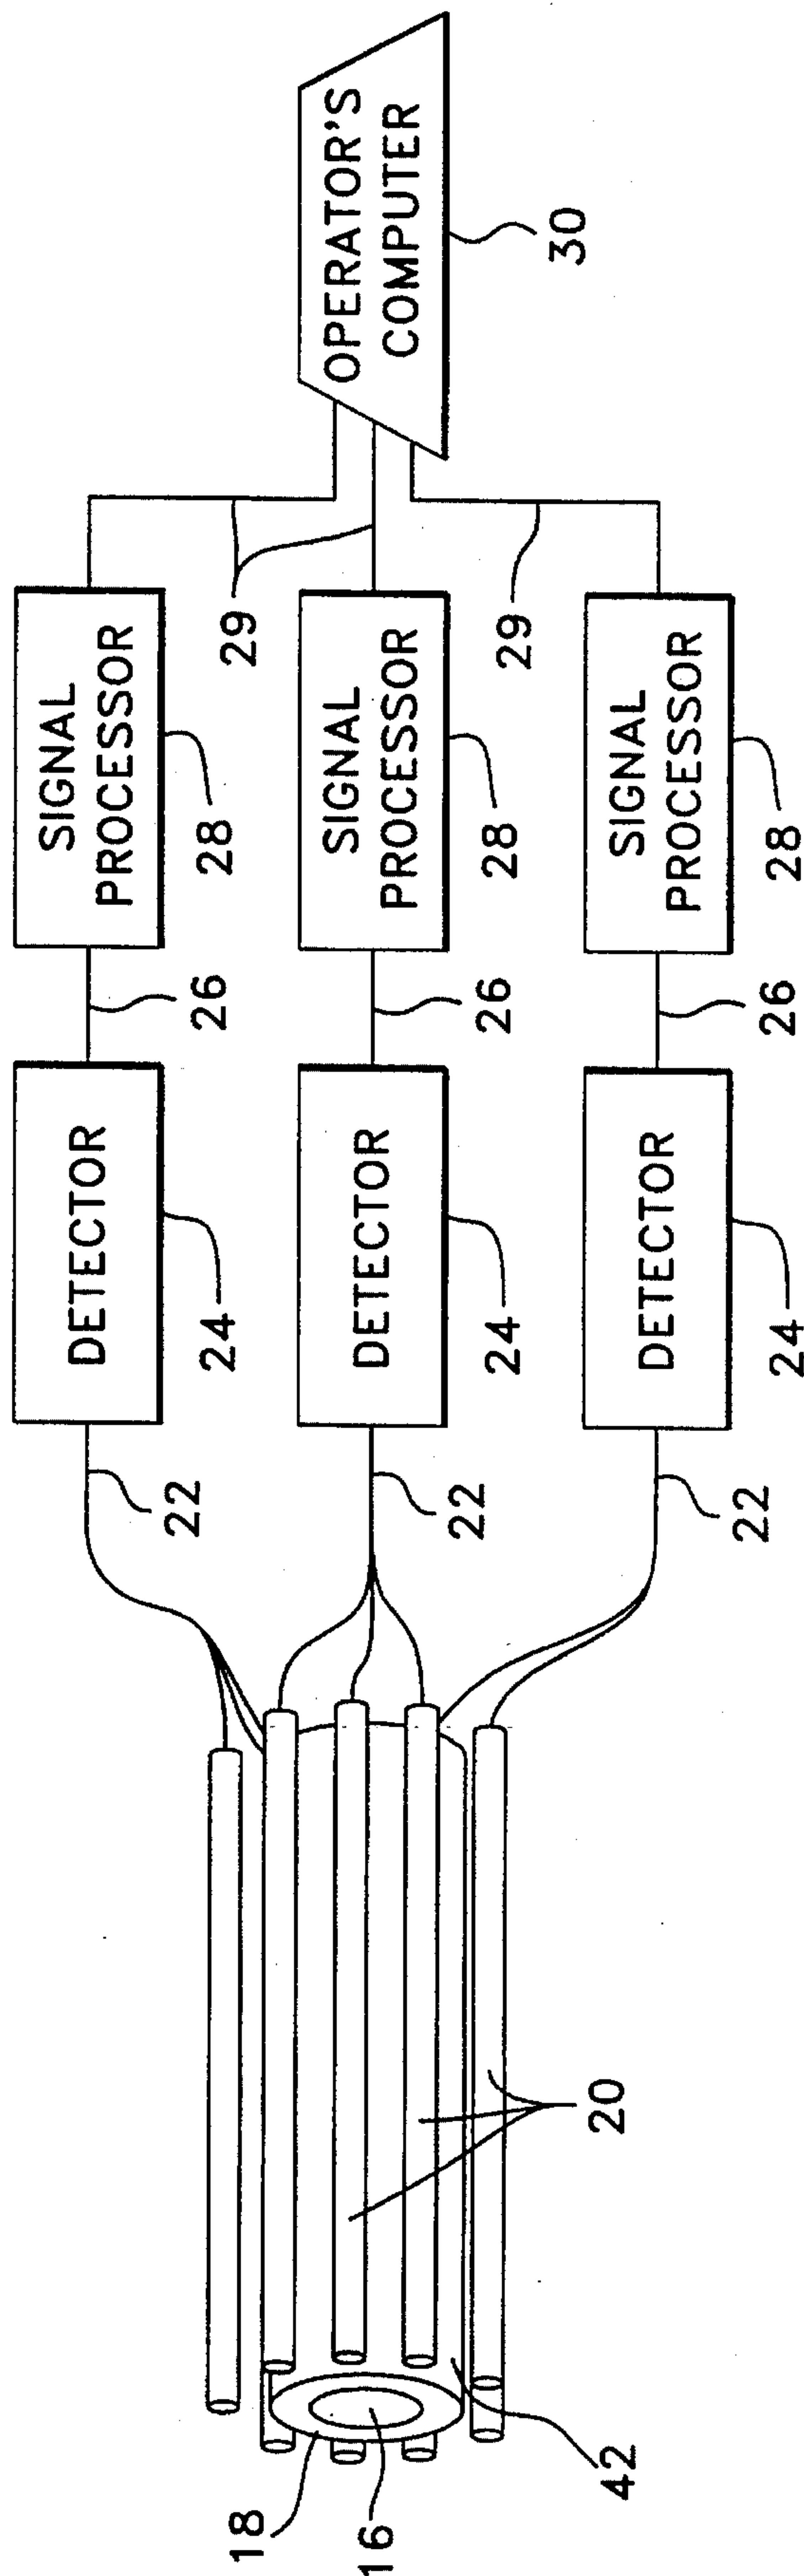 OPERATOR'S
COMPUTER
30
29
29
SIGNAL
PROCESSOR
28
SIGNAL
PROCESSOR
28
SIGNAL
PROCESSOR
28
26
26
26
DETECTOR
24
DETECTOR
24
DETECTOR
24
22
22
22
20
18
16
42